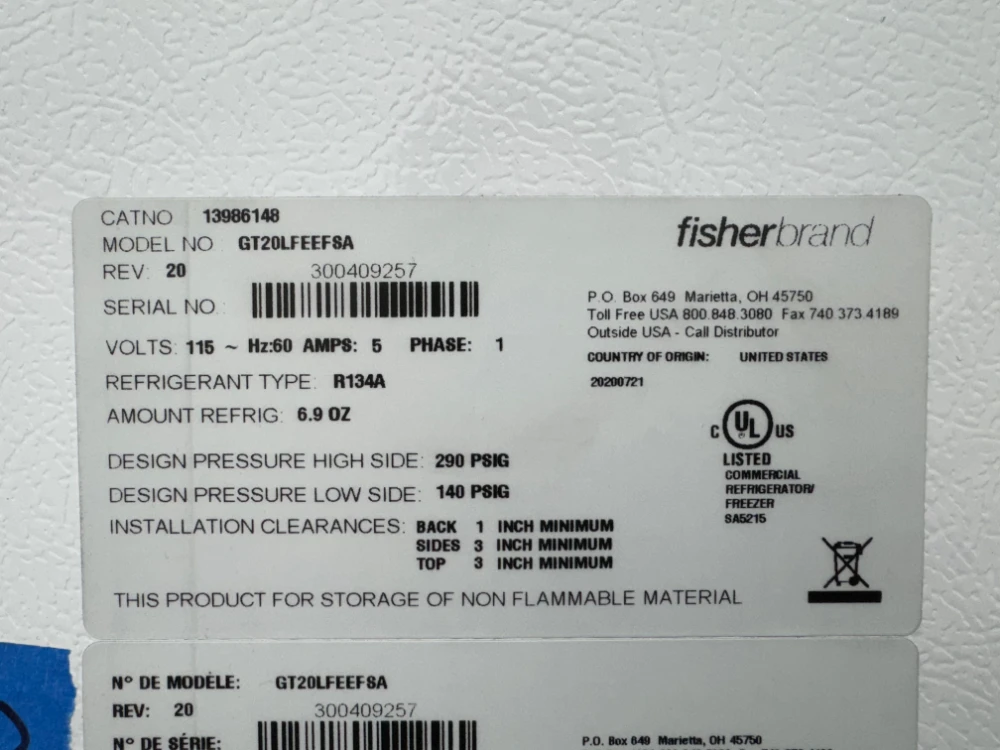 CATNO 13986148
MODEL NO GT20LFEEFSA
REV: 20
300409257
SERIAL NO.:
VOLTS: 115 ~ Hz:60 AMPS: 5 PHASE: 1
REFRIGERANT TYPE: R134A
AMOUNT REFRIG: 6.9 OZ
DESIGN PRESSURE HIGH SIDE: 290 PSIG
DESIGN PRESSURE LOW SIDE: 140 PSIG
INSTALLATION CLEARANCES: BACK 1 INCH MINIMUM
SIDES 3 INCH MINIMUM
TOP 3 INCH MINIMUM
THIS PRODUCT FOR STORAGE OF NON FLAMMABLE MATERIAL
fisherbrand
P.O. Box 649 Marietta, OH 45750
Toll Free USA 800.848.3080 Fax 740 373.4189
Outside USA - Call Distributor
COUNTRY OF ORIGIN: UNITED STATES
20200721
C UL US
LISTED
COMMERCIAL
REFRIGERATOR/
FREEZER
SA5215
N° DE MODÈLE: GT20LFEEFSA
REV: 20
300409257
N° DE SÉRIE:
P.O. Box 649 Marietta, OH 45750